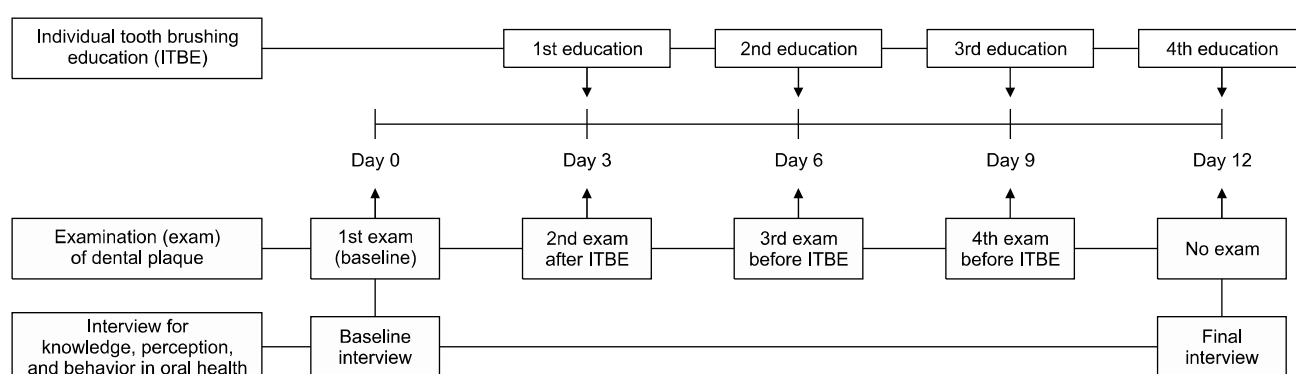 Individual tooth brushing
education (ITBE)
1st education
2nd education
3rd education
4th education
Day 0
Day 3
Day 6
Day 9
Day 12
Examination (exam)
of dental plaque
1st exam
(baseline)
2nd exam
after ITBE
3rd exam
before ITBE
4th exam
before ITBE
No exam
Interview for
knowledge, perception,
and behavior in oral health
Baseline
interview
Final
interview